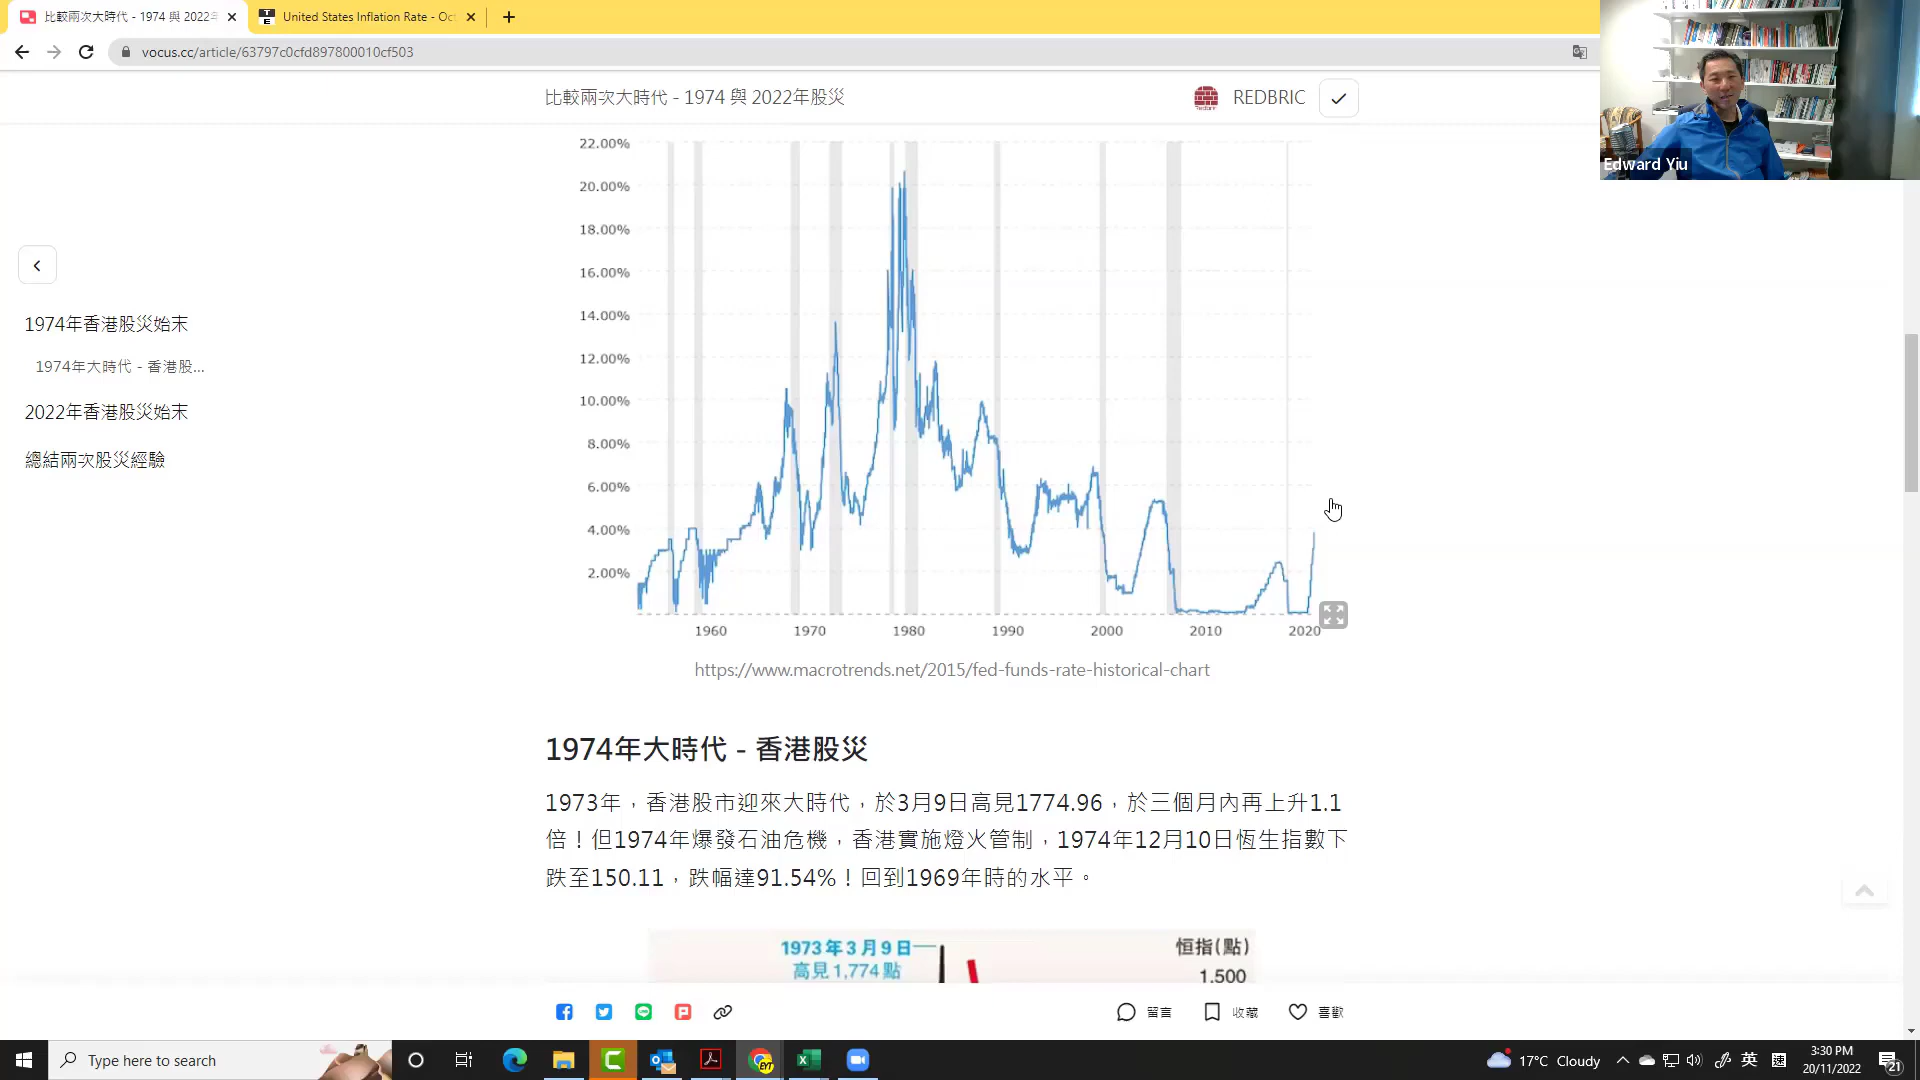 比較兩次大時代 - 1974 與 2022年
United States Inflation Rate - Oc
vocus.cc/article/63797c0cfd897800010cf503
Edward Yiu
比較兩次大時代 - 1974 與 2022年股災
REDBRIC
1974年香港股災始末
1974年大時代 - 香港股...
2022年香港股災始末
總結兩次股災經驗
22.00%
20.00%
18.00%
16.00%
14.00%
12.00%
10.00%
8.00%
6.00%
4.00%
2.00%
1960 1970 1980 1990 2000 2010 2020
https://www.macrotrends.net/2015/fed-funds-rate-historical-chart
1974年大時代 - 香港股災
1973年，香港股市迎來大時代，於3月9日高見1774.96，於三個月內再上升1.1
倍！但1974年爆發石油危機，香港實施燈火管制，1974年12月10日恆生指數下
跌至150.11，跌幅達91.54%！回到1969年時的水平。
1973年3月9日
高見1,774點
恒指(點)
1,500
留言 收藏 喜歡
Type here to search
17°C Cloudy
英
3:30 PM
20/11/2022
21